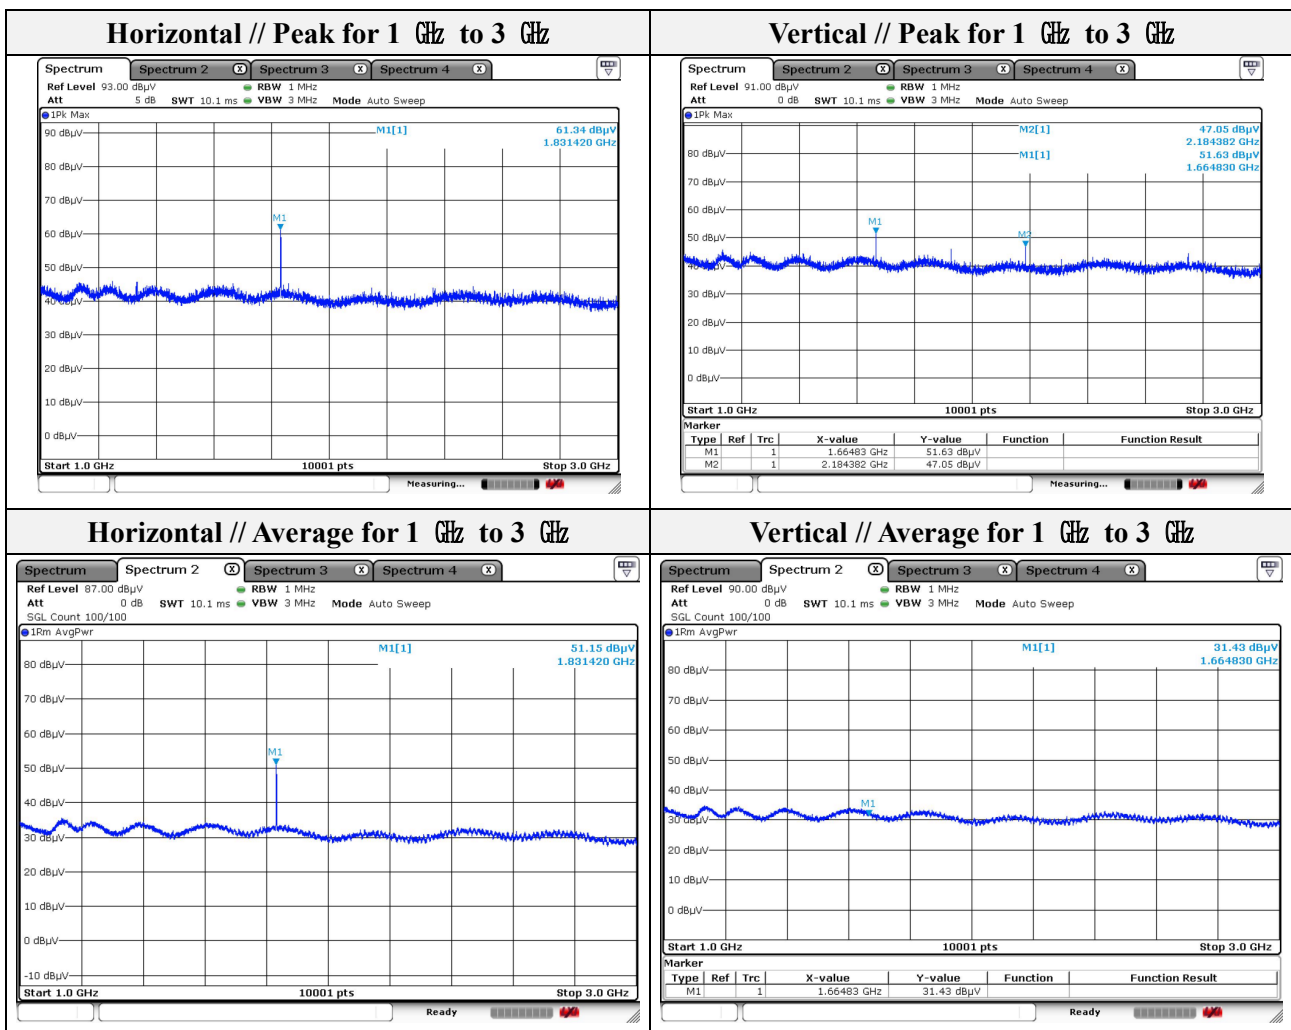 Horizontal // Peak for 1 ㎓ to 3 ㎓
Spectrum Spectrum 2 X Spectrum 3 X Spectrum 4 X
Ref Level 93.00 dBµV RBW 1 MHz
Att 5 dB SWT 10.1 ms VBW 3 MHz Mode Auto Sweep
1Pk Max
M1[1] 61.34 dBµV
1.831420 GHz
90 dBµV
80 dBµV
70 dBµV
M1
60 dBµV
50 dBµV
40 dBµV
30 dBµV
20 dBµV
10 dBµV
0 dBµV
Start 1.0 GHz 10001 pts Stop 3.0 GHz
Measuring...
Vertical // Peak for 1 ㎓ to 3 ㎓
Spectrum Spectrum 2 X Spectrum 3 X Spectrum 4 X
Ref Level 91.00 dBµV RBW 1 MHz
Att 0 dB SWT 10.1 ms VBW 3 MHz Mode Auto Sweep
1Pk Max
M2[1] 47.05 dBµV
2.184382 GHz
M1[1] 51.63 dBµV
1.664830 GHz
80 dBµV
70 dBµV
60 dBµV
M1
50 dBµV
M2
40 dBµV
30 dBµV
20 dBµV
10 dBµV
0 dBµV
Start 1.0 GHz 10001 pts Stop 3.0 GHz
Marker
Type Ref Trc X-value Y-value Function Function Result
M1 1 1.66483 GHz 51.63 dBµV
M2 1 2.184382 GHz 47.05 dBµV
Measuring...
Horizontal // Average for 1 ㎓ to 3 ㎓
Spectrum Spectrum 2 X Spectrum 3 X Spectrum 4 X
Ref Level 87.00 dBµV RBW 1 MHz
Att 0 dB SWT 10.1 ms VBW 3 MHz Mode Auto Sweep
SGL Count 100/100
1Rm AvgPwr
M1[1] 51.15 dBµV
1.831420 GHz
80 dBµV
70 dBµV
60 dBµV
M1
50 dBµV
40 dBµV
30 dBµV
20 dBµV
10 dBµV
0 dBµV
-10 dBµV
Start 1.0 GHz 10001 pts Stop 3.0 GHz
Ready
Vertical // Average for 1 ㎓ to 3 ㎓
Spectrum Spectrum 2 X Spectrum 3 X Spectrum 4 X
Ref Level 90.00 dBµV RBW 1 MHz
Att 0 dB SWT 10.1 ms VBW 3 MHz Mode Auto Sweep
SGL Count 100/100
1Rm AvgPwr
M1[1] 31.43 dBµV
1.664830 GHz
80 dBµV
70 dBµV
60 dBµV
50 dBµV
40 dBµV
M1
30 dBµV
20 dBµV
10 dBµV
0 dBµV
Start 1.0 GHz 10001 pts Stop 3.0 GHz
Marker
Type Ref Trc X-value Y-value Function Function Result
M1 1 1.66483 GHz 31.43 dBµV
Ready